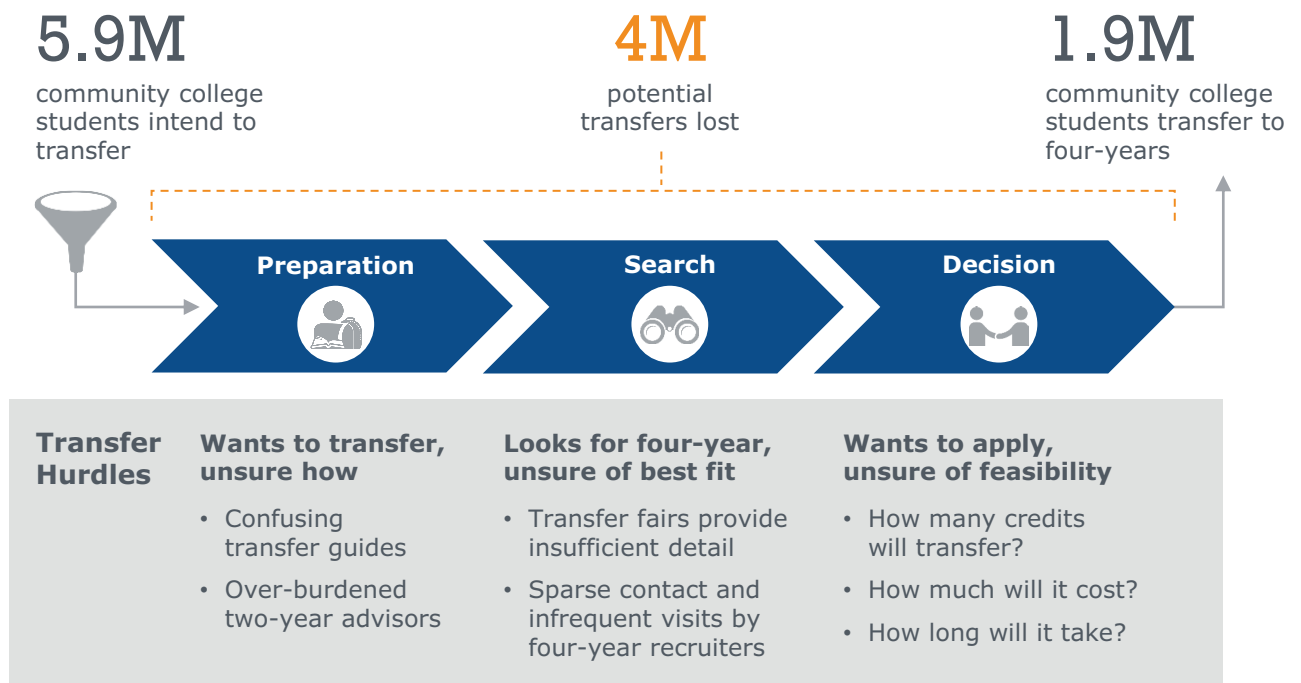 5.9M
community college
students intend to
transfer
4M
potential
transfers lost
1.9M
community college
students transfer to
four-years
Preparation
Search
Decision
Transfer
Hurdles
Wants to transfer,
unsure how
• Confusing
transfer guides
• Over-burdened
two-year advisors
Looks for four-year,
unsure of best fit
• Transfer fairs provide
insufficient detail
• Sparse contact and
infrequent visits by
four-year recruiters
Wants to apply,
unsure of feasibility
• How many credits
will transfer?
• How much will it cost?
• How long will it take?